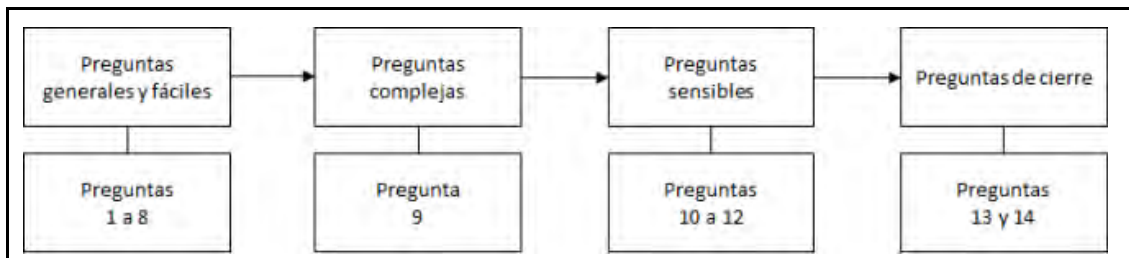 Preguntas
generales y fáciles
Preguntas
complejas
Preguntas
sensibles
Preguntas de cierre
Preguntas
1 a 8
Pregunta
9
Preguntas
10 a 12
Preguntas
13 y 14